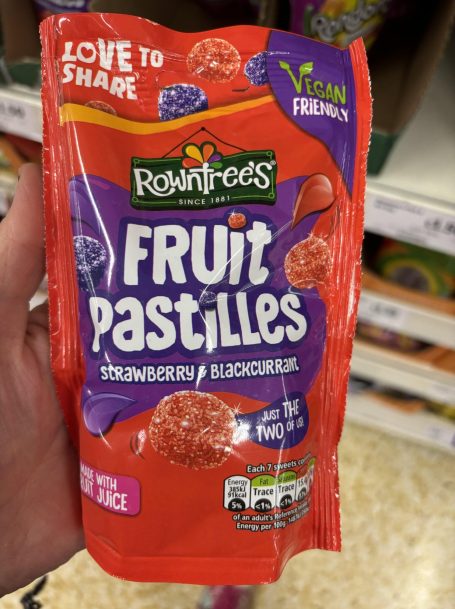 LOVE TO
SHARE
VEGAN
FRIENDLY
ROWNTREE'S
SINCE 1881
FRUIT
PASTILLES
STRAWBERRY & BLACKCURRANT
JUST THE
TWO OF US!
MADE WITH
FRUIT JUICE
Each 7 sweets
Energy
385kJ
91kcal
5%
Fat
Trace
<1%
Trace
<1%
of an adult's Reference
Energy per 100g